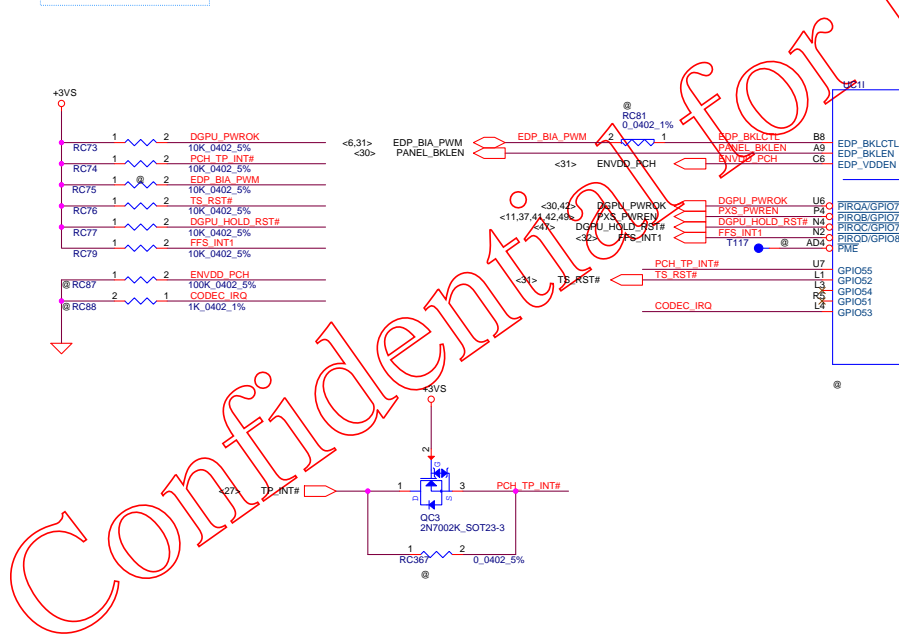 +3VS
1 2 DGPU_PWROK
RC73 10K_0402_5%
1 2 PCH_TP_INT#
RC74 10K_0402_5%
1 @ 2 EDP_BIA_PWM
RC75 10K_0402_5%
1 2 TS_RST#
RC76 10K_0402_5%
1 2 DGPU_HOLD_RST#
RC77 10K_0402_5%
1 2 FFS_INT1
RC79 10K_0402_5%
1 2 ENVDD_PCH
@ RC87 100K_0402_5%
2 1 CODEC_IRQ
@ RC88 1K_0402_1%
@
RC81
0_0402_1%
<6,31> EDP_BIA_PWM EDP_BIA_PWM 2 1 EDP_BKLCTL B8
<30> PANEL_BKLEN PANEL_BKLEN A9
<31> ENVDD_PCH ENVDD_PCH C6
<30,42> DGPU_PWROK DGPU_PWROK U6
<11,37,41,42,49> PXS_PWREN PXS_PWREN P4
<47> DGPU_HOLD_RST# DGPU_HOLD_RST# N4
<32> FFS_INT1 FFS_INT1 N2
T117 @ AD4
PCH_TP_INT# U7
<31> TS_RST# TS_RST# L1
L3
R5
CODEC_IRQ L4
UC1I
EDP_BKLCTL
EDP_BKLEN
EDP_VDDEN
PIRQA/GPIO7
PIRQB/GPIO7
PIRQC/GPIO7
PIRQD/GPIO8
PME
GPIO55
GPIO52
GPIO54
GPIO51
GPIO53
@
+3VS
2
G
<27> TP_INT# 1 D S 3 PCH_TP_INT#
QC3
2N7002K_SOT23-3
1 2
RC367 0_0402_5%
@
Confidential for